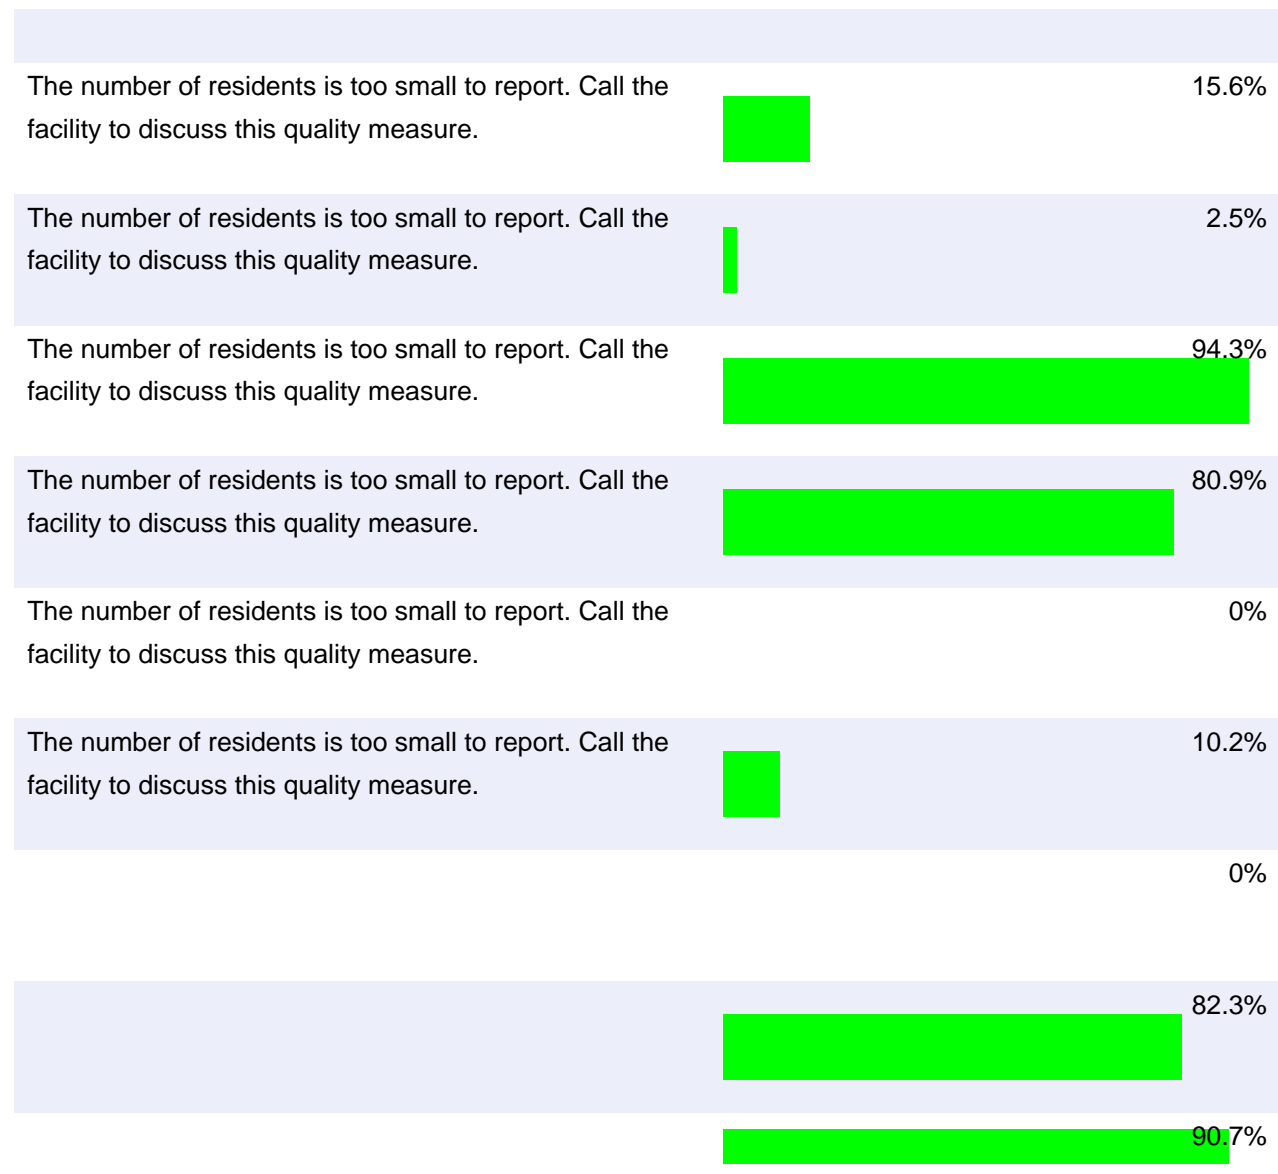 The number of residents is too small to report. Call the
facility to discuss this quality measure.
15.6%
The number of residents is too small to report. Call the
facility to discuss this quality measure.
2.5%
The number of residents is too small to report. Call the
facility to discuss this quality measure.
94.3%
The number of residents is too small to report. Call the
facility to discuss this quality measure.
80.9%
The number of residents is too small to report. Call the
facility to discuss this quality measure.
0%
The number of residents is too small to report. Call the
facility to discuss this quality measure.
10.2%
0%
82.3%
90.7%